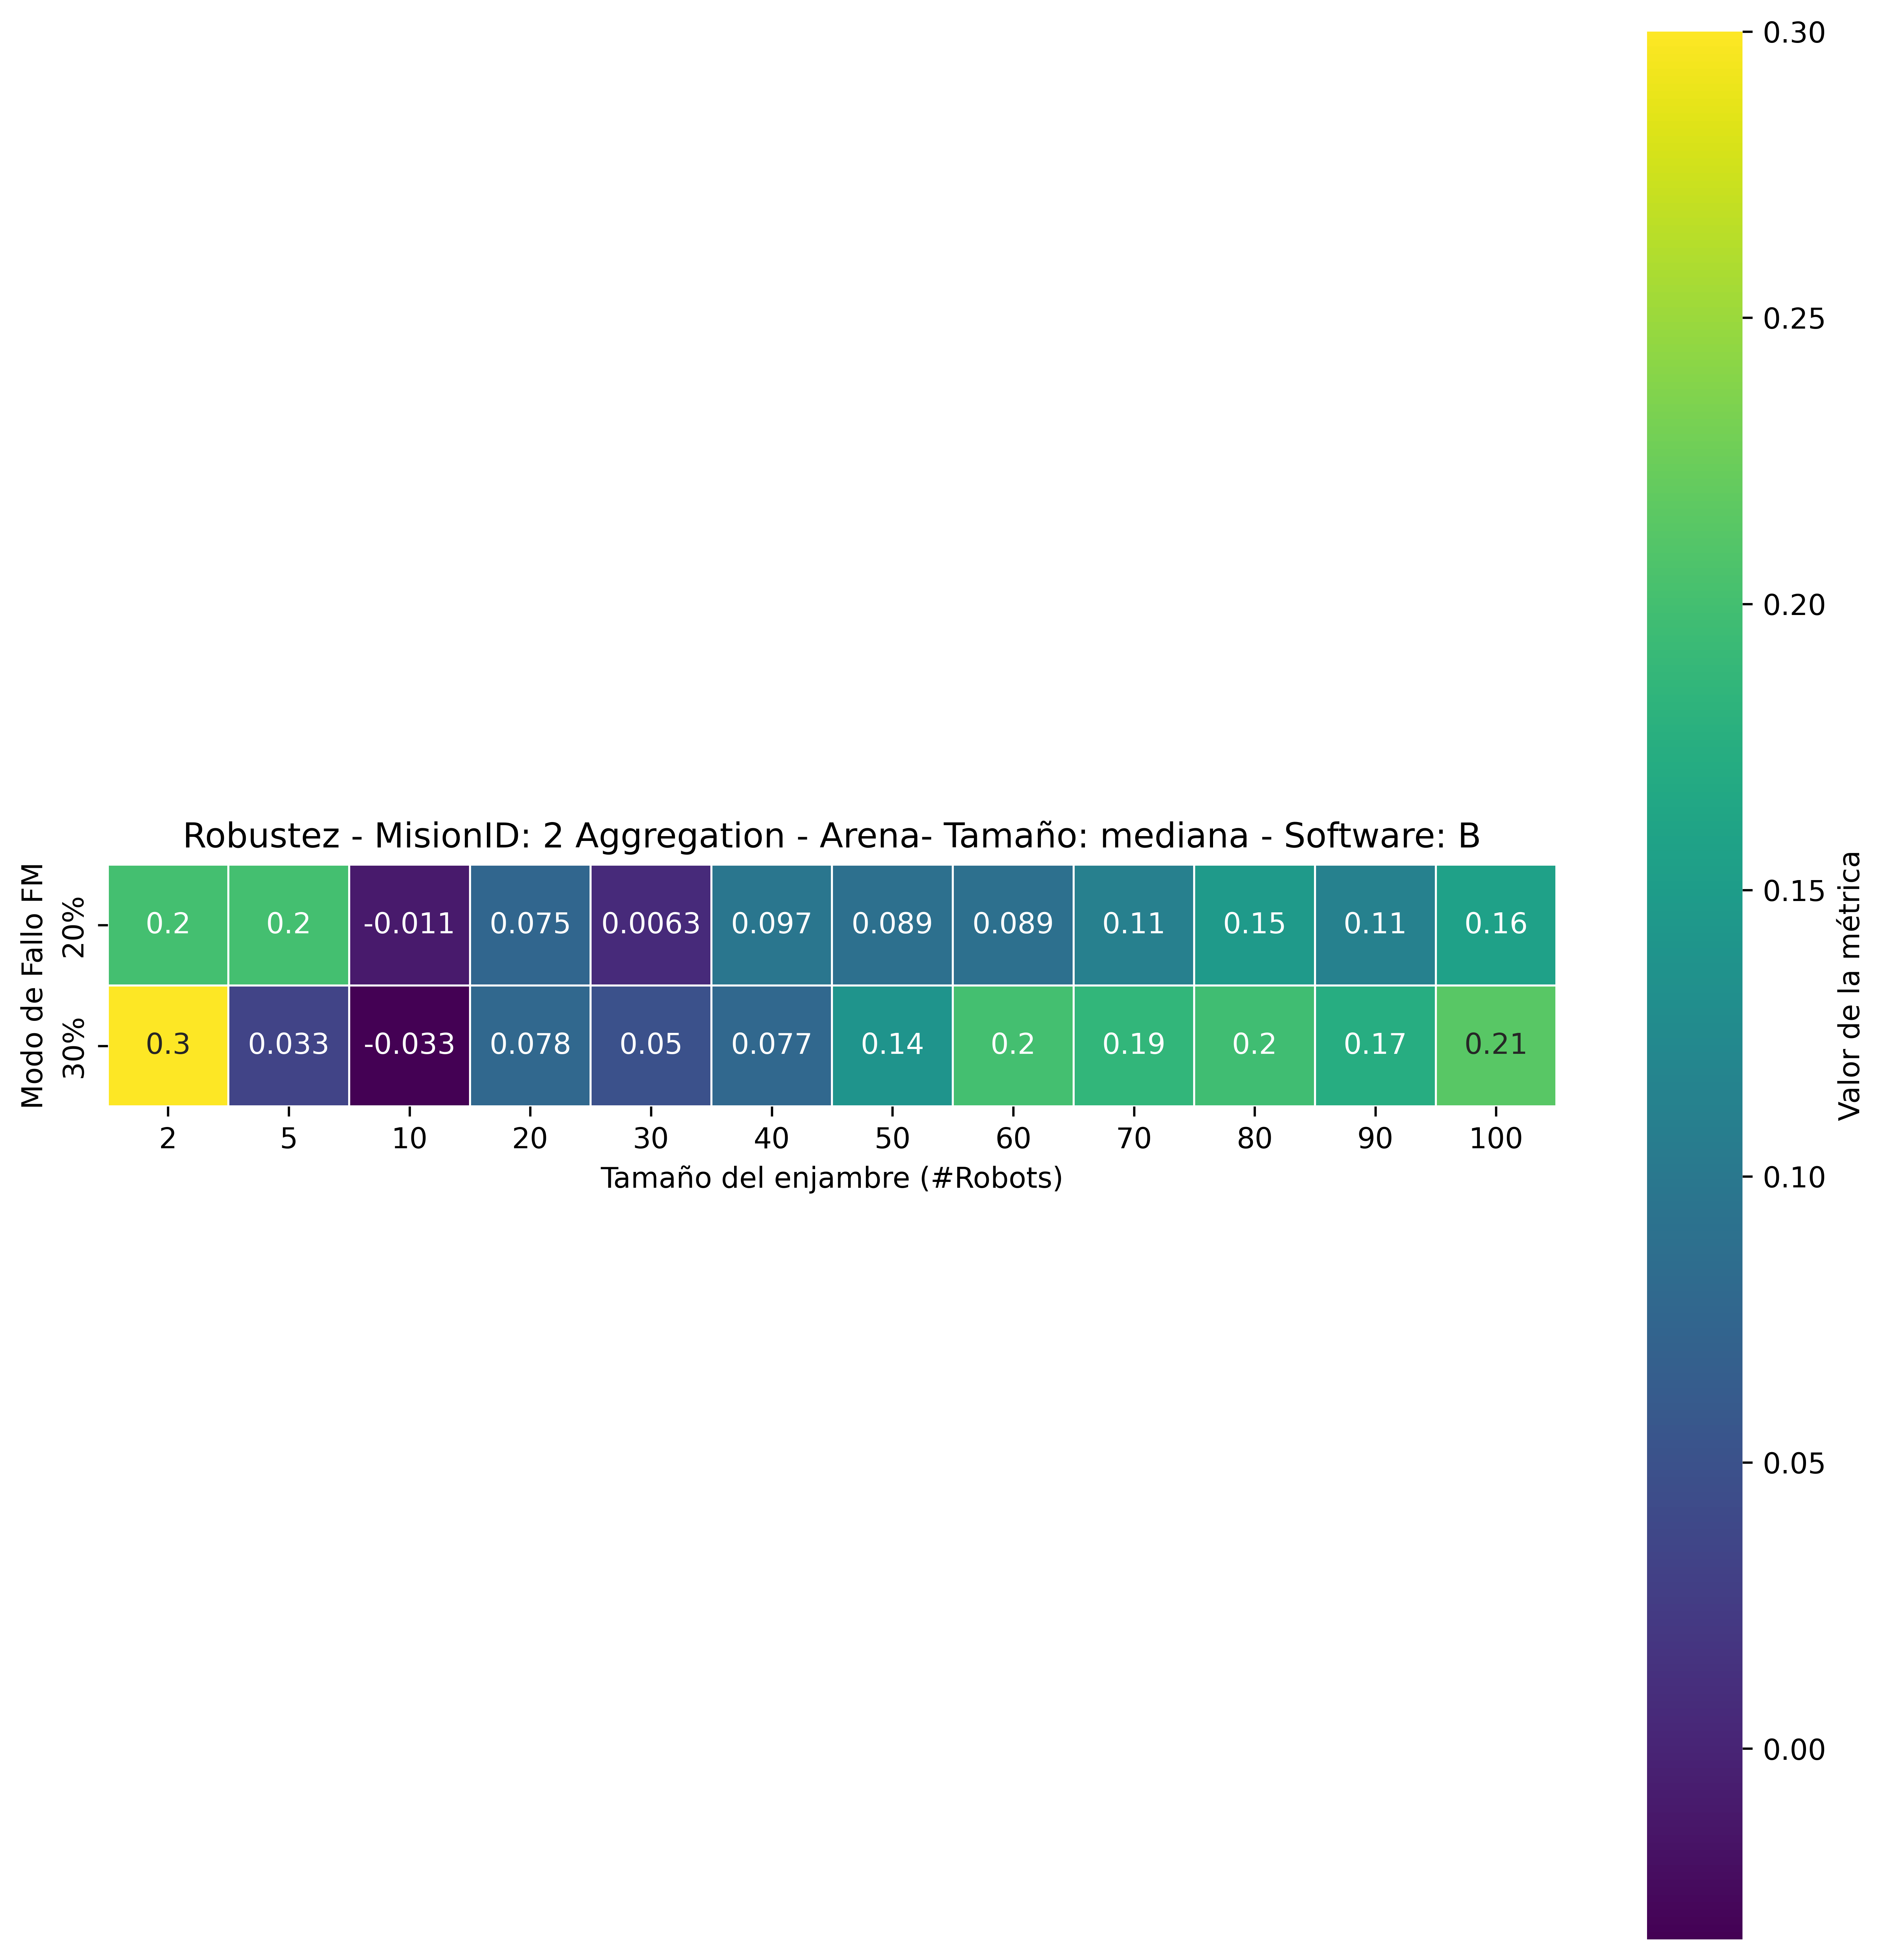 Robustez - MisionID: 2 Aggregation - Arena- Tamaño: mediana - Software: B
Modo de Fallo FM
20%
0.2 0.2 -0.011 0.075 0.0063 0.097 0.089 0.089 0.11 0.15 0.11 0.16
30%
0.3 0.033 -0.033 0.078 0.05 0.077 0.14 0.2 0.19 0.2 0.17 0.21
2 5 10 20 30 40 50 60 70 80 90 100
Tamaño del enjambre (#Robots)
0.30
0.25
0.20
0.15
0.10
0.05
0.00
Valor de la métrica